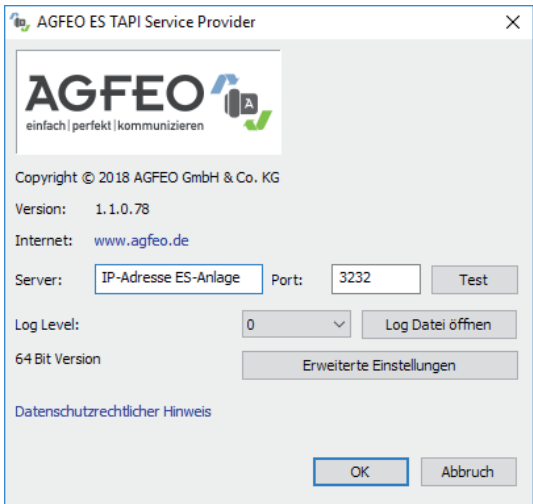 AGFEO ES TAPI Service Provider
AGFEO
A
einfach|perfekt|kommunizieren
Copyright © 2018 AGFEO GmbH & Co. KG
Version: 1.1.0.78
Internet: www.agfeo.de
Server: IP-Adresse ES-Anlage Port: 3232 Test
Log Level: 0 Log Datei öffnen
64 Bit Version Erweiterte Einstellungen
Datenschutzrechtlicher Hinweis
OK Abbruch